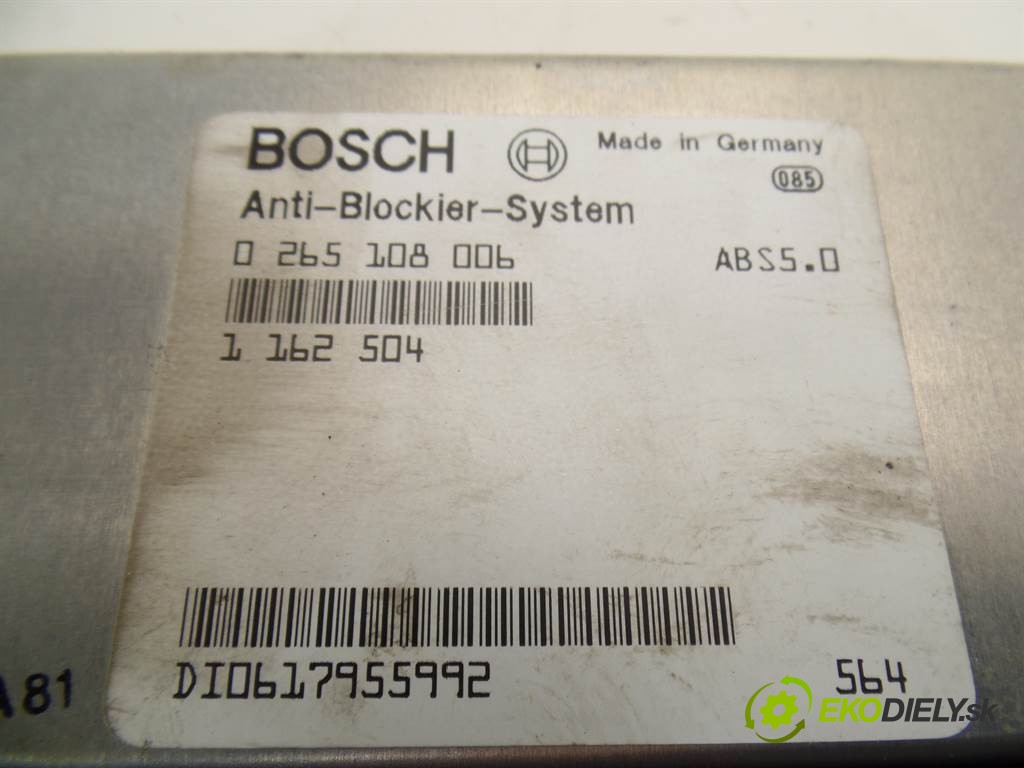 BOSCH Made in Germany
085
Anti-Blockier-System
0 265 108 006 ABS5.0
1 162 504
DI0617955992 564
A81
EKODIELY.sk